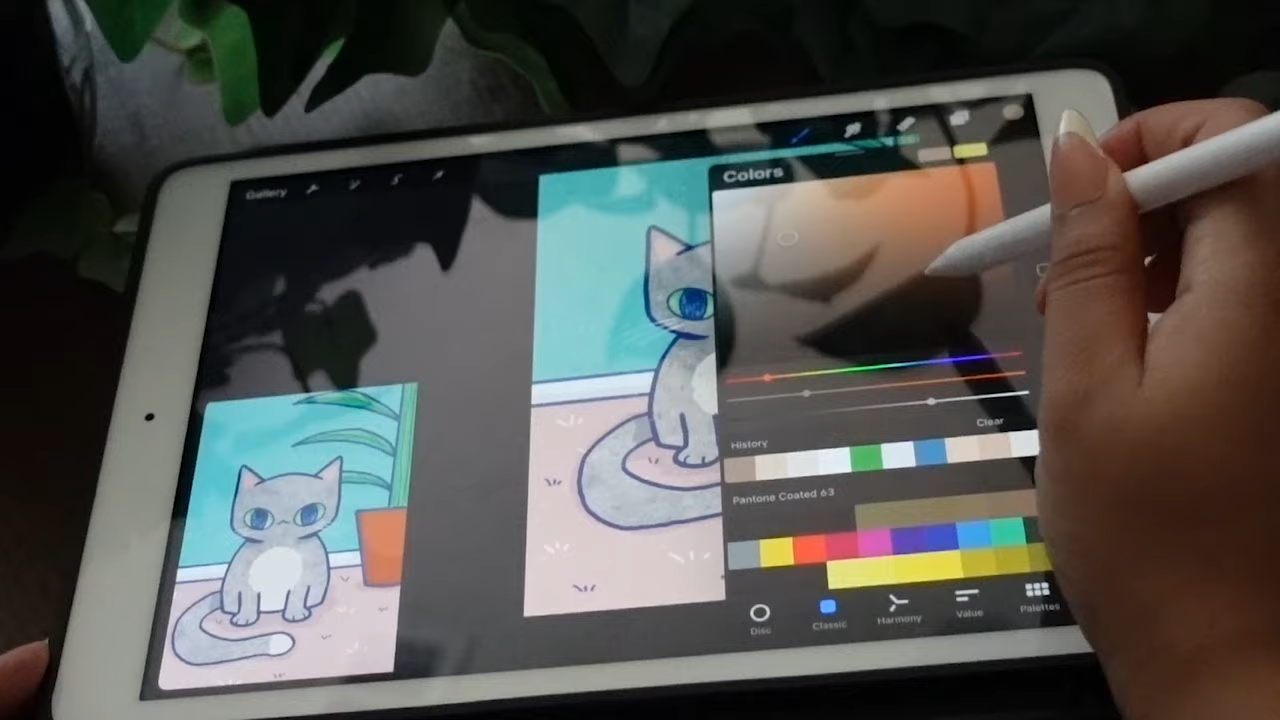 Gallery
Colors
Clear
History
Pantone Coated 63
Disc
Classic
Harmony
Value
Palettes